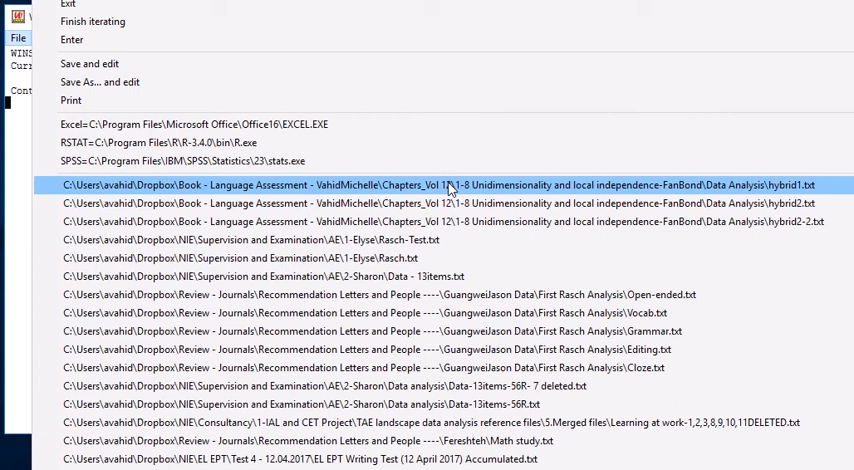 Exit
Finish iterating
File
Enter
WINS
Save and edit
Curr
Save As... and edit
Cont
Print
Excel=C:\Program Files\Microsoft Office\Office16\EXCEL.EXE
RSTAT=C:\Program Files\R\R-3.4.0\bin\R.exe
SPSS=C:\Program Files\IBM\SPSS\Statistics\23\stats.exe
C:\Users\avahid\Dropbox\Book - Language Assessment - VahidMichelle\Chapters_Vol 12\1-8 Unidimensionality and local independence-FanBond\Data Analysis\hybrid1.txt
C:\Users\avahid\Dropbox\Book - Language Assessment - VahidMichelle\Chapters_Vol 12\1-8 Unidimensionality and local independence-FanBond\Data Analysis\hybrid2.txt
C:\Users\avahid\Dropbox\Book - Language Assessment - VahidMichelle\Chapters_Vol 12\1-8 Unidimensionality and local independence-FanBond\Data Analysis\hybrid2-2.txt
C:\Users\avahid\Dropbox\NIE\Supervision and Examination\AE\1-Elyse\Rasch-Test.txt
C:\Users\avahid\Dropbox\NIE\Supervision and Examination\AE\1-Elyse\Rasch.txt
C:\Users\avahid\Dropbox\NIE\Supervision and Examination\AE\2-Sharon\Data - 13items.txt
C:\Users\avahid\Dropbox\Review - Journals\Recommendation Letters and People ----\GuangweiJason Data\First Rasch Analysis\Open-ended.txt
C:\Users\avahid\Dropbox\Review - Journals\Recommendation Letters and People ----\GuangweiJason Data\First Rasch Analysis\Vocab.txt
C:\Users\avahid\Dropbox\Review - Journals\Recommendation Letters and People ----\GuangweiJason Data\First Rasch Analysis\Grammar.txt
C:\Users\avahid\Dropbox\Review - Journals\Recommendation Letters and People ----\GuangweiJason Data\First Rasch Analysis\Editing.txt
C:\Users\avahid\Dropbox\Review - Journals\Recommendation Letters and People ----\GuangweiJason Data\First Rasch Analysis\Cloze.txt
C:\Users\avahid\Dropbox\NIE\Supervision and Examination\AE\2-Sharon\Data analysis\Data-13items-56R- 7 deleted.txt
C:\Users\avahid\Dropbox\NIE\Supervision and Examination\AE\2-Sharon\Data analysis\Data-13items-56R.txt
C:\Users\avahid\Dropbox\NIE\Consultancy\1-IAL and CET Project\TAE landscape data analysis reference files\5.Merged files\Learning at work-1,2,3,8,9,10,11DELETED.txt
C:\Users\avahid\Dropbox\Review - Journals\Recommendation Letters and People ----\Fereshteh\Math study.txt
C:\Users\avahid\Dropbox\NIE\EL EPT\Test 4 - 12.04.2017\EL EPT Writing Test (12 April 2017) Accumulated.txt